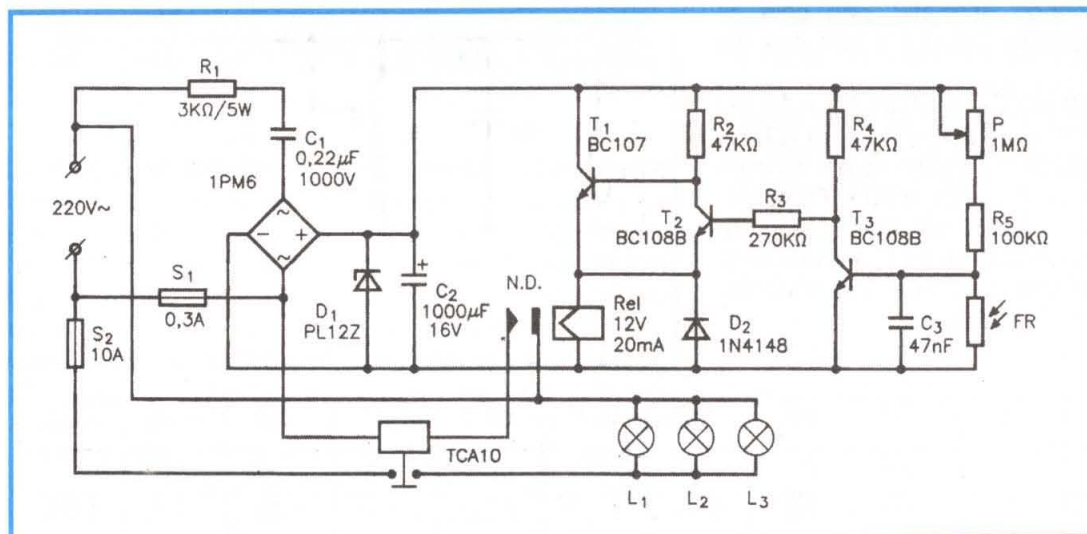 R1
3KΩ/5W
C1
0,22µF
1000V
1PM6
220V~
~
-
+
~
S1
0,3A
S2
10A
D1
PL12Z
+
C2
1000µF
16V
N.D.
TCA10
T1
BC107
R2
47KΩ
T2
BC108B
R3
270KΩ
R4
47KΩ
T3
BC108B
P
1MΩ
R5
100KΩ
Rel
12V
20mA
D2
1N4148
C3
47nF
FR
L1
L2
L3